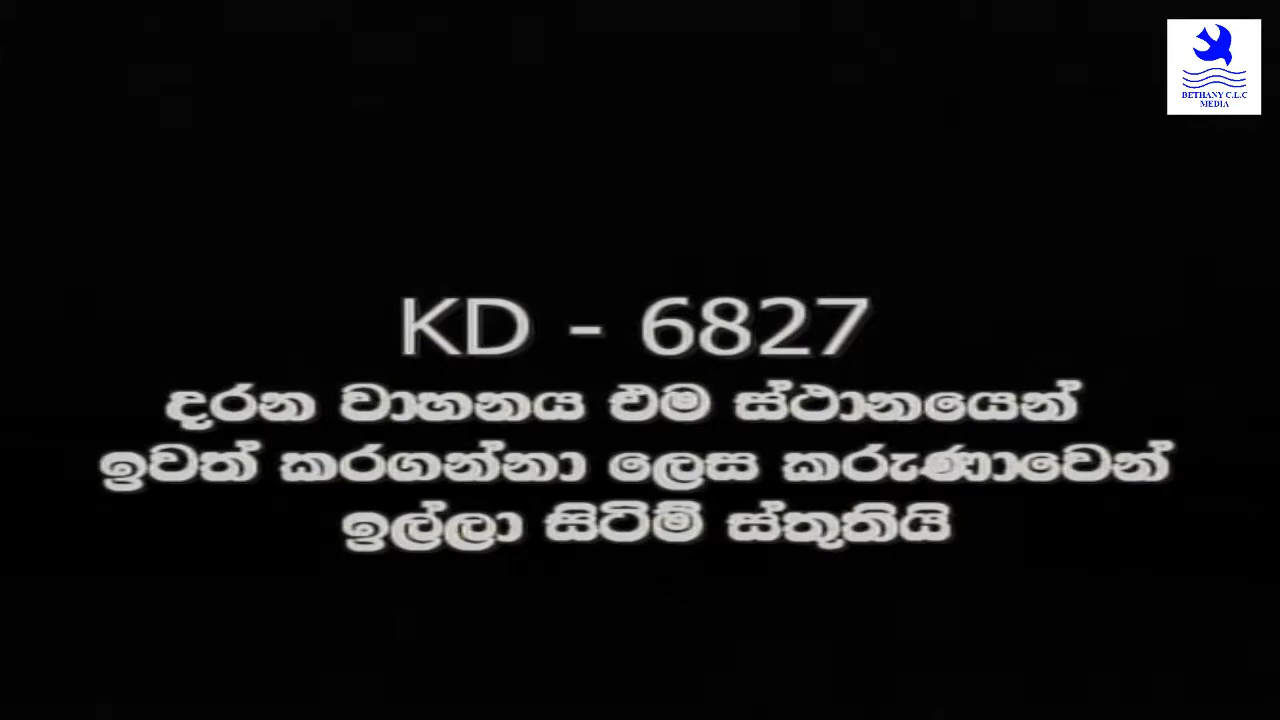 BETHANY C.L.C
MEDIA
KD - 6827
දරන වාහනය එම ස්ථානයෙන්
ඉවත් කරගන්නා ලෙස කරුණාවෙන්
ඉල්ලා සිටිමි ස්තුතියි